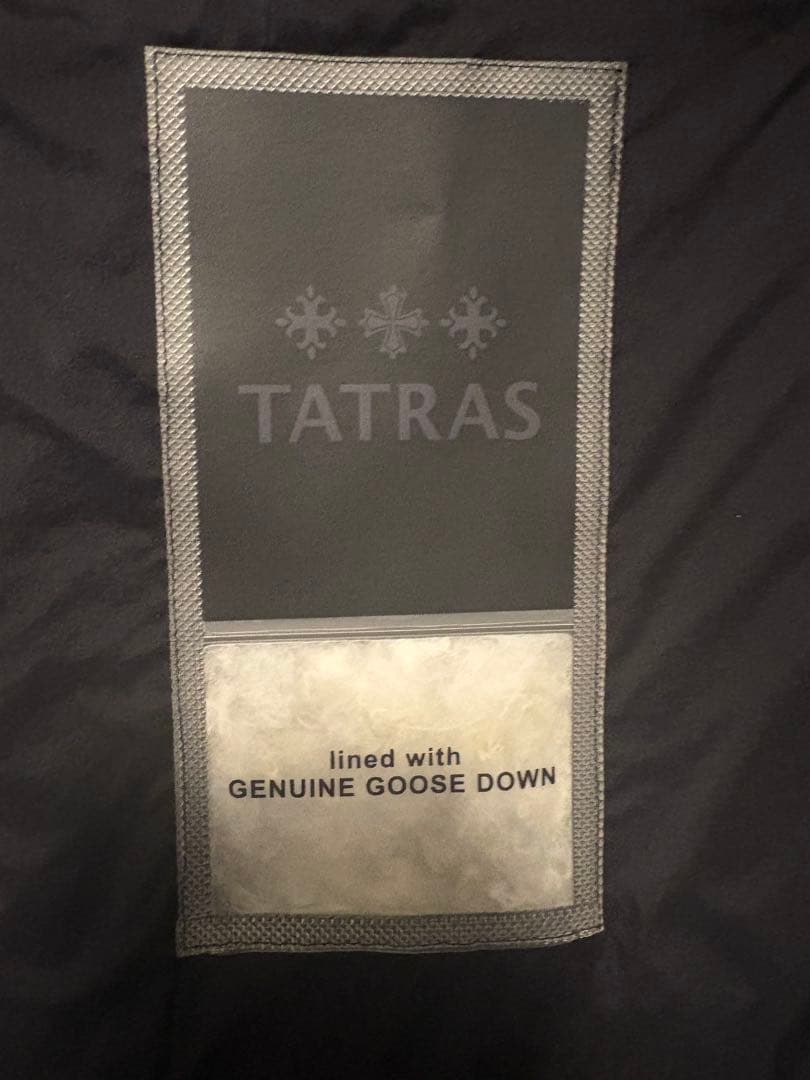 TATRAS
lined with
GENUINE GOOSE DOWN